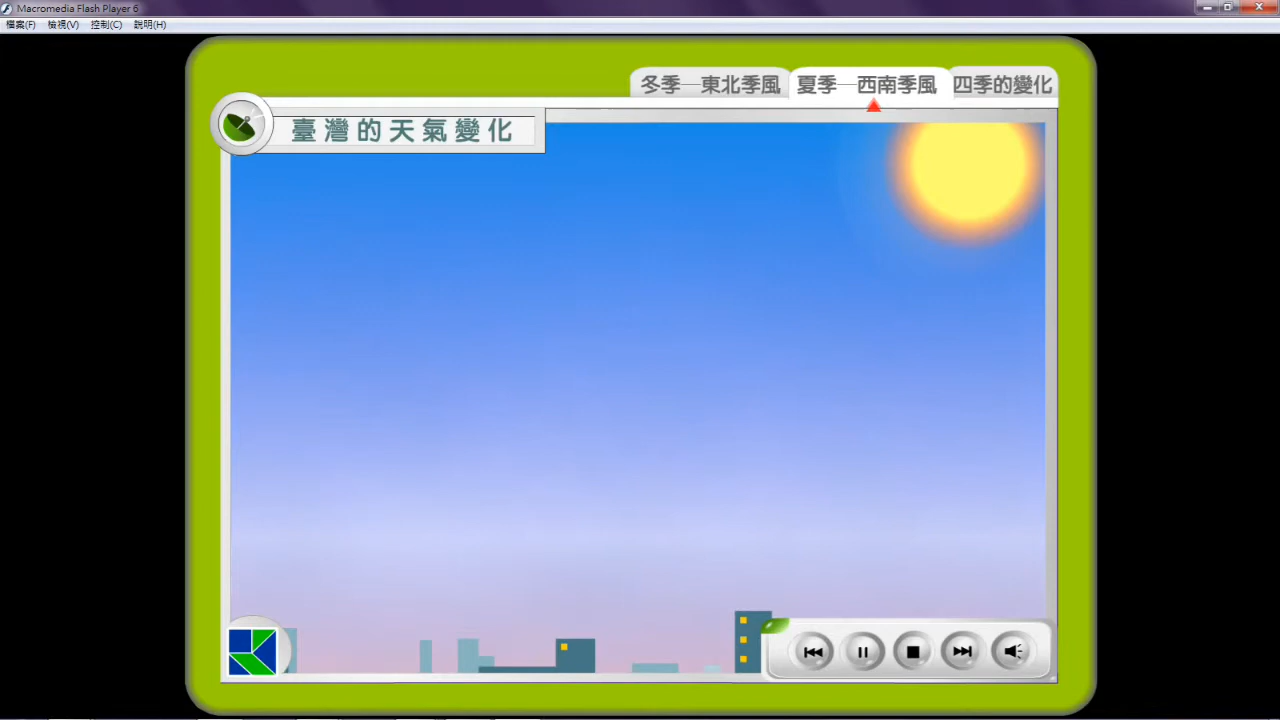 Macromedia Flash Player 6
檔案(F) 檢視(V) 控制(C) 說明(H)
冬季─東北季風 夏季─西南季風 四季的變化
臺灣的天氣變化